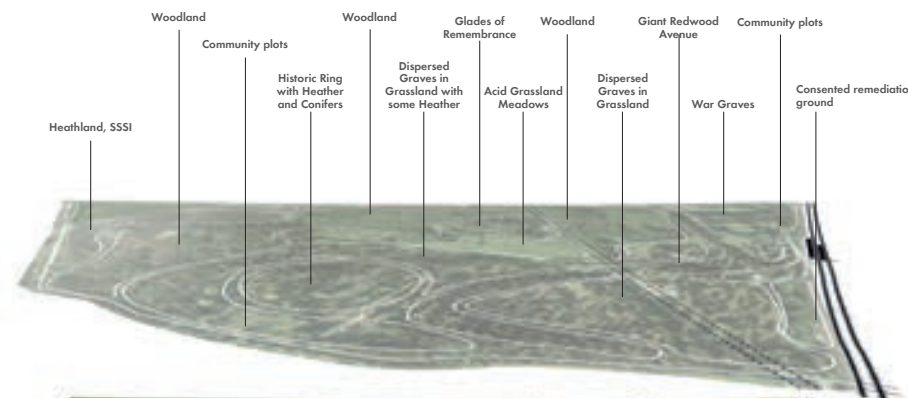 Woodland
Community plots
Woodland
Glades of
Remembrance
Woodland
Giant Redwood
Avenue
Community plots
Historic Ring
with Heather
and Conifers
Dispersed
Graves in
Grassland with
some Heather
Acid Grassland
Meadows
Dispersed
Graves in
Grassland
War Graves
Consented remediatio
ground
Heathland, SSSI